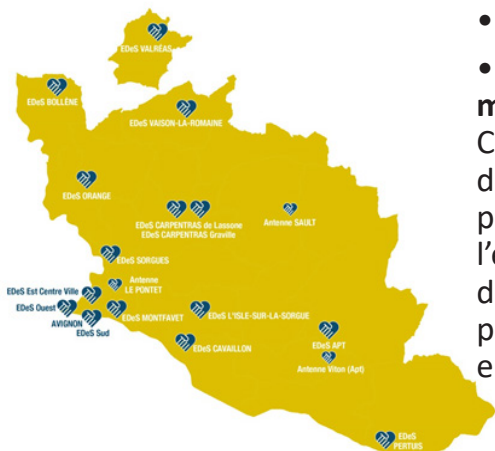 EDeS VALRÉAS
EDeS BOLLÈNE
EDeS VAISON-LA-ROMAINE
EDeS ORANGE
EDeS CARPENTRAS de Lassone
EDeS CARPENTRAS Graville
Antenne SAULT
EDeS SORGUES
Antenne
LE PONTET
EDeS Est Centre Ville
EDeS Ouest
AVIGNON
EDeS Sud
EDeS MONTFAVET
EDeS L'ISLE-SUR-LA-SORGUE
EDeS CAVAILLON
EDeS APT
Antenne Viton (Apt)
EDeS
PERTUIS
•
•
m
C
d
p
l'
d
p
e